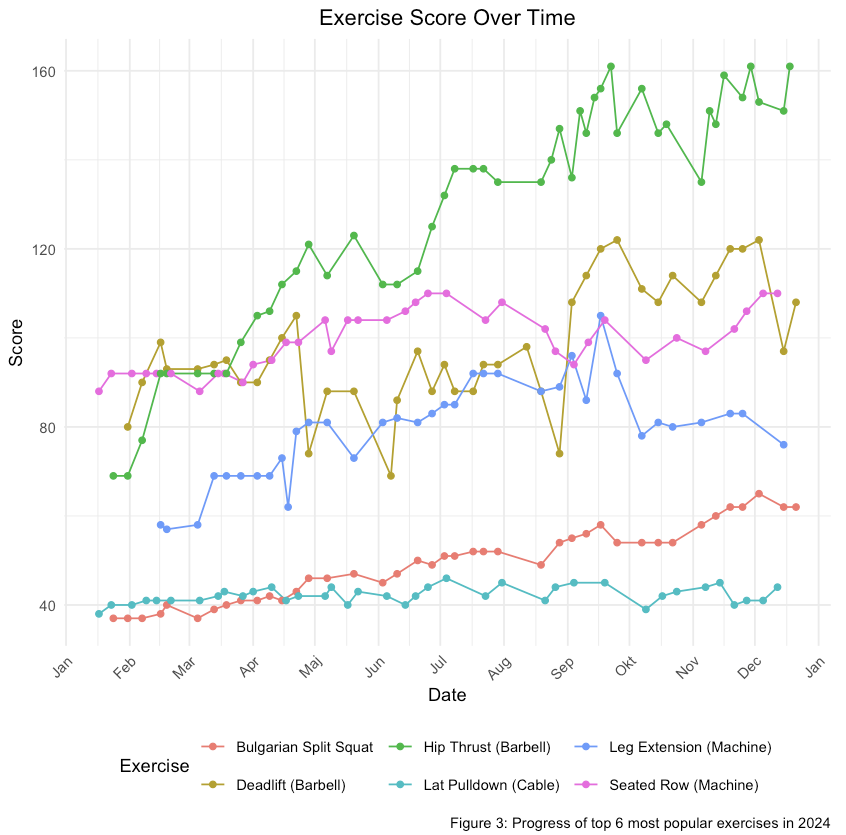 Exercise Score Over Time
160
120
80
40
Score
Jan Feb Mar Apr Maj Jun Jul Aug Sep Okt Nov Dec Jan
Date
Exercise
Bulgarian Split Squat Hip Thrust (Barbell) Leg Extension (Machine)
Deadlift (Barbell) Lat Pulldown (Cable) Seated Row (Machine)
Figure 3: Progress of top 6 most popular exercises in 2024